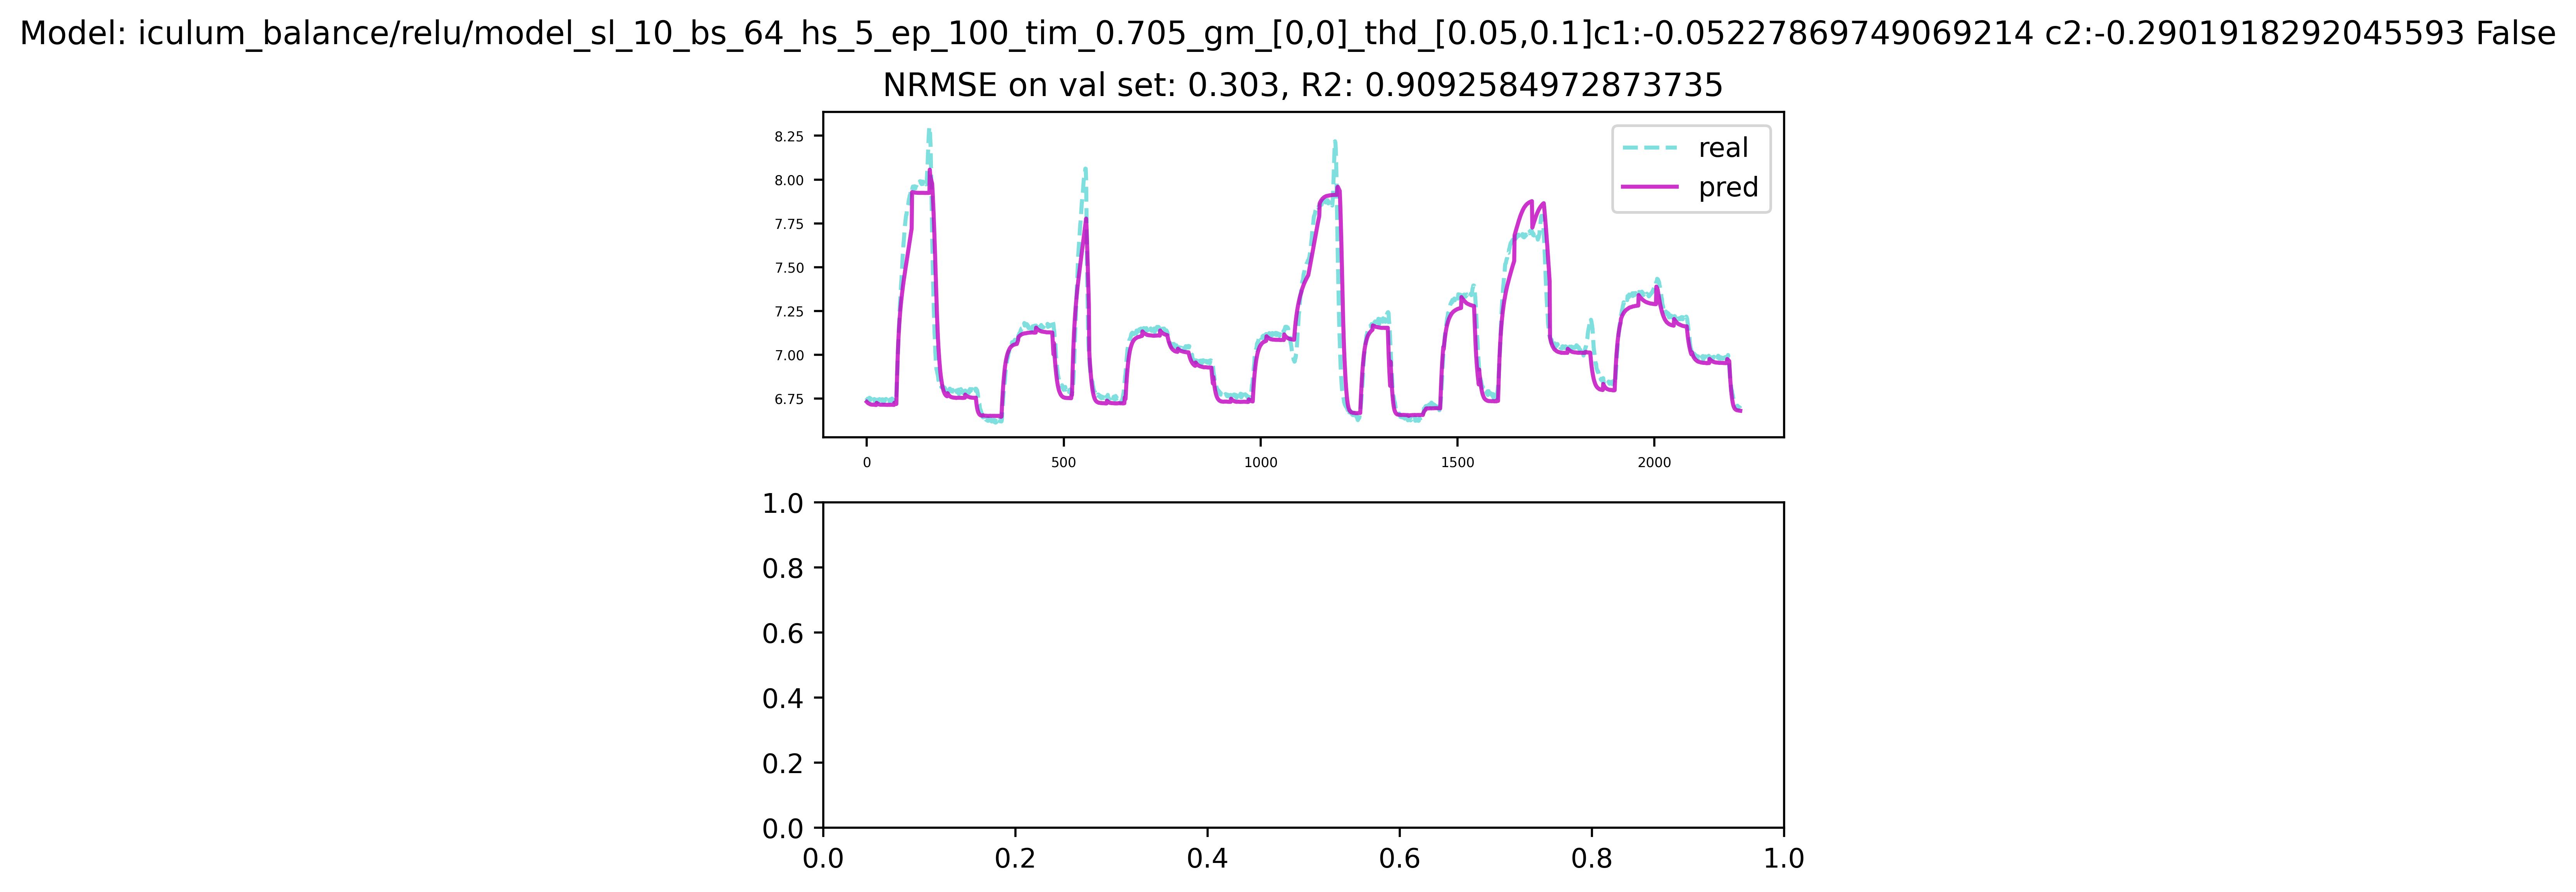 Model: iculum_balance/relu/model_sl_10_bs_64_hs_5_ep_100_tim_0.705_gm_[0,0]_thd_[0.05,0.1]c1:-0.05227869749069214 c2:-0.2901918292045593 False
NRMSE on val set: 0.303, R2: 0.9092584972873735
8.25
8.00
7.75
7.50
7.25
7.00
6.75
real
pred
0 500 1000 1500 2000
1.0
0.8
0.6
0.4
0.2
0.0
0.0 0.2 0.4 0.6 0.8 1.0